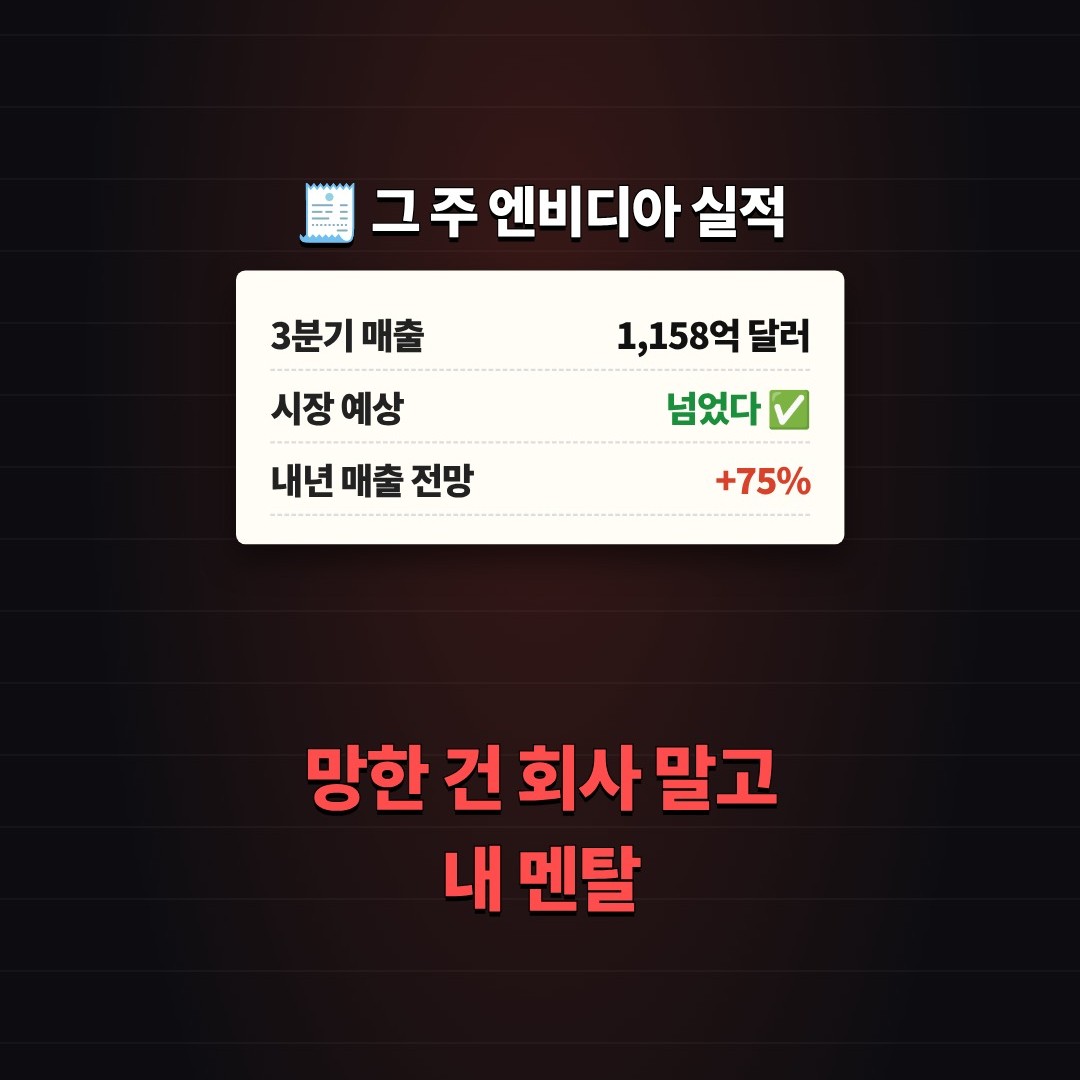 🧾 그 주 엔비디아 실적
3분기 매출 1,158억 달러
시장 예상 넘었다 ✅
내년 매출 전망 +75%
망한 건 회사 말고
내 멘탈